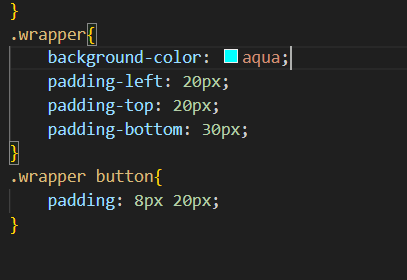 }
.wrapper{
    background-color: aqua;
    padding-left: 20px;
    padding-top: 20px;
    padding-bottom: 30px;
}
.wrapper button{
    padding: 8px 20px;
}